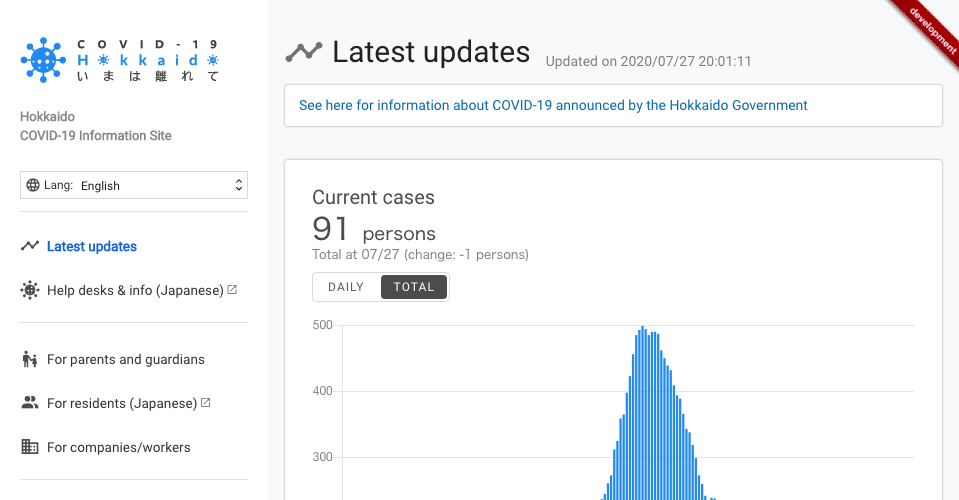 COVID-19
Hokkaido
いまは離れて
Hokkaido
COVID-19 Information Site
Lang: English
Latest updates
Help desks & info (Japanese)
For parents and guardians
For residents (Japanese)
For companies/workers
development
Latest updates Updated on 2020/07/27 20:01:11
See here for information about COVID-19 announced by the Hokkaido Government
Current cases
91 persons
Total at 07/27 (change: -1 persons)
DAILY TOTAL
500
400
300